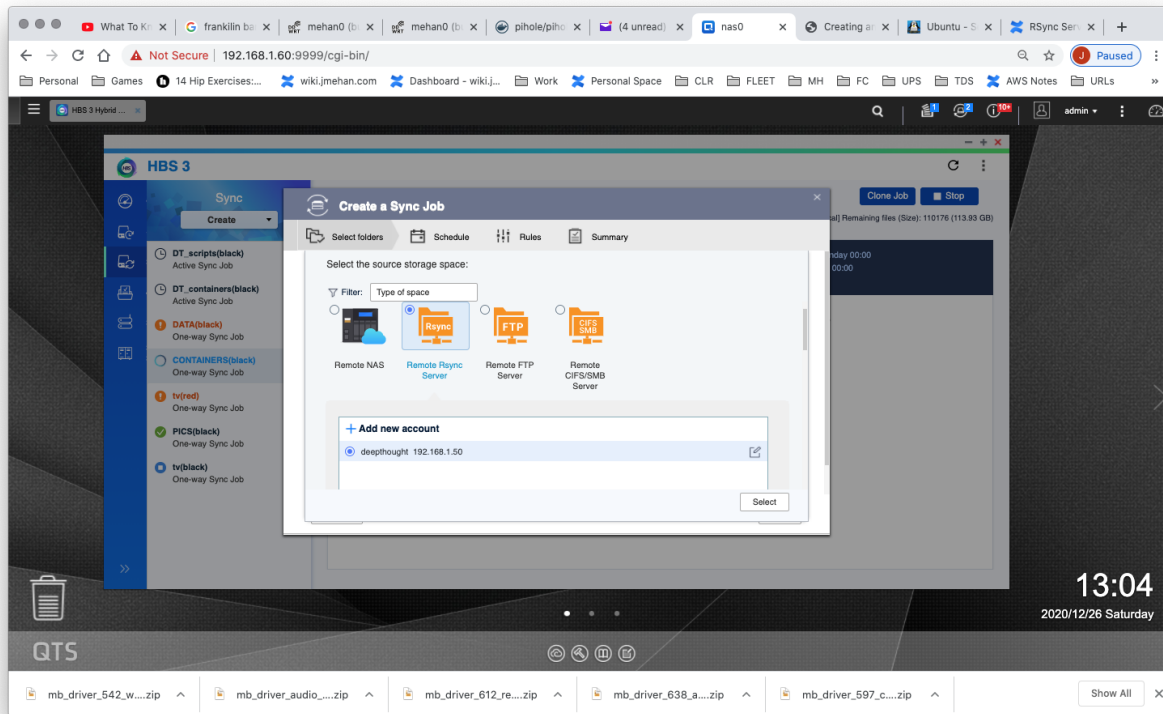 What To Kn
frankilin ba
mehan0 (b
mehan0 (b
pihole/piho
(4 unread)
nas0
Creating an
Ubuntu - S
RSync Serv
Not Secure | 192.168.1.60:9999/cgi-bin/
Paused
Personal
Games
14 Hip Exercises:...
wiki.jmehan.com
Dashboard - wiki.j...
Work
Personal Space
CLR
FLEET
MH
FC
UPS
TDS
AWS Notes
URLs
»
HBS 3 Hybrid ...
1
2
10+
admin
HBS 3
Sync
Create
DT_scripts(black)
Active Sync Job
DT_containers(black)
Active Sync Job
DATA(black)
One-way Sync Job
CONTAINERS(black)
One-way Sync Job
tv(red)
One-way Sync Job
PICS(black)
One-way Sync Job
tv(black)
One-way Sync Job
Clone Job
Stop
al] Remaining files (Size): 110176 (113.93 GB)
nday 00:00
00:00
Create a Sync Job
Select folders
Schedule
Rules
Summary
Select the source storage space:
Filter: Type of space
Rsync
FTP
CIFS
SMB
Remote NAS
Remote Rsync
Server
Remote FTP
Server
Remote
CIFS/SMB
Server
+ Add new account
deepthought 192.168.1.50
Select
13:04
2020/12/26 Saturday
QTS
mb_driver_542_w....zip
mb_driver_audio_....zip
mb_driver_612_re....zip
mb_driver_638_a....zip
mb_driver_597_c....zip
Show All